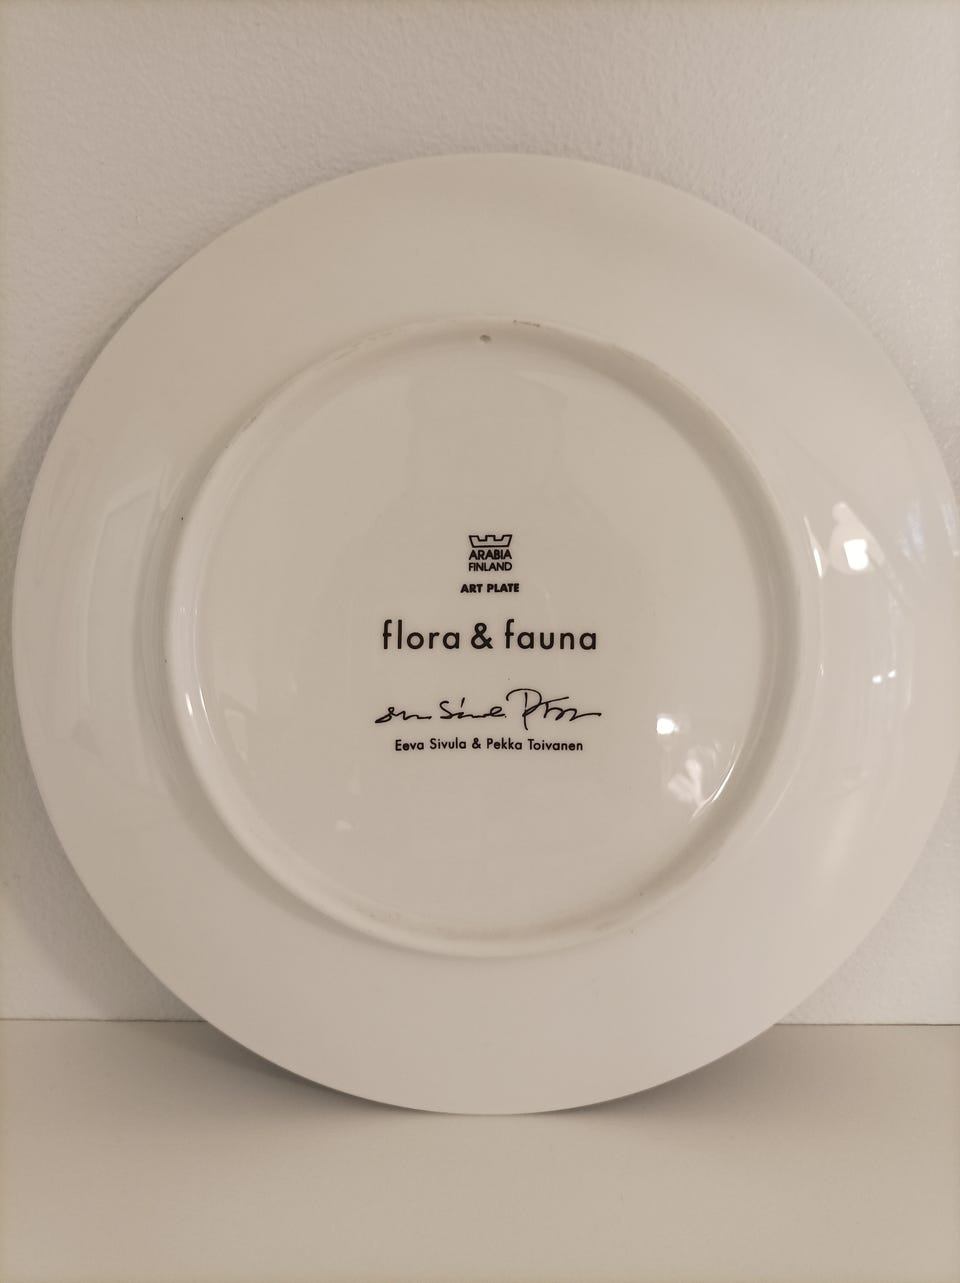 ARABIA
FINLAND
ART PLATE
flora & fauna
Eeva Sivula & Pekka Toivanen